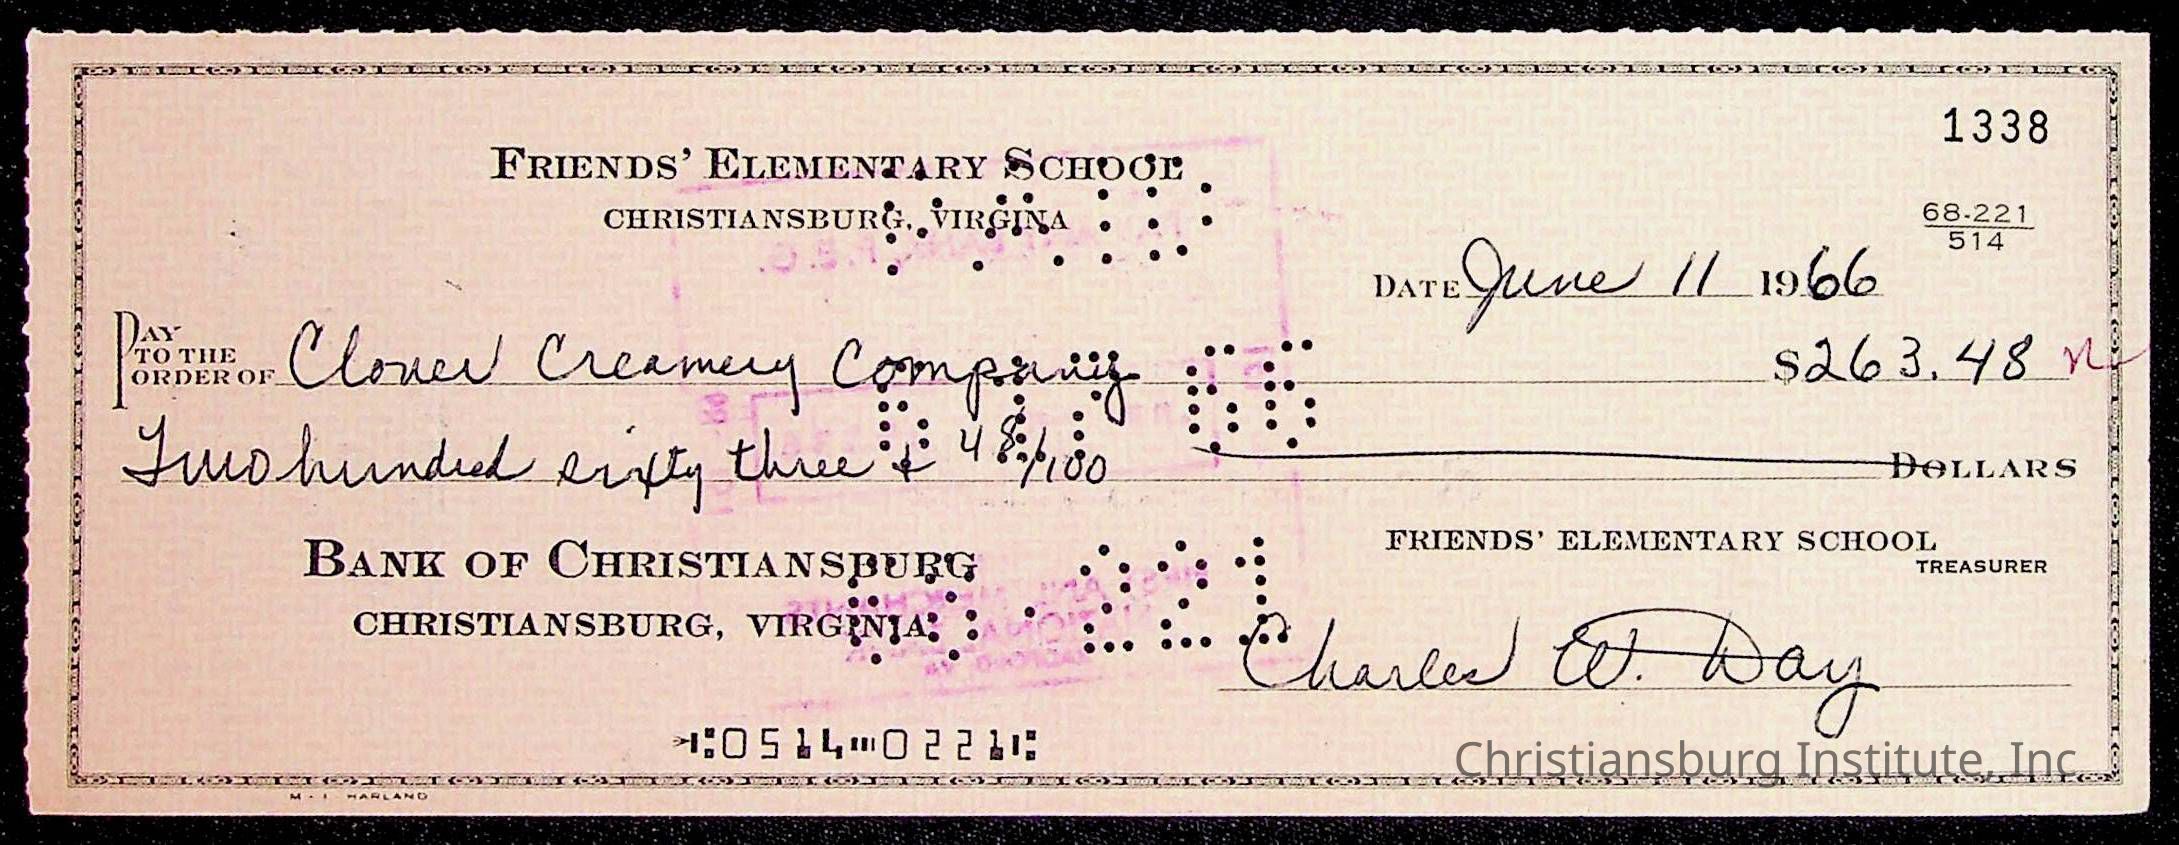 1338
FRIENDS' ELEMENTARY SCHOOL
CHRISTIANSBURG, VIRGINA
68-221
514
DATE June 11 1966
PAY TO THE ORDER OF Clover Creamery Company $263.48
Two hundred sixty three & 48/100 DOLLARS
BANK OF CHRISTIANSBURG
CHRISTIANSBURG, VIRGINIA
FRIENDS' ELEMENTARY SCHOOL
TREASURER
Charles W. Day
⑆0514⑉0221⑆
Christiansburg Institute, Inc
HARLAND